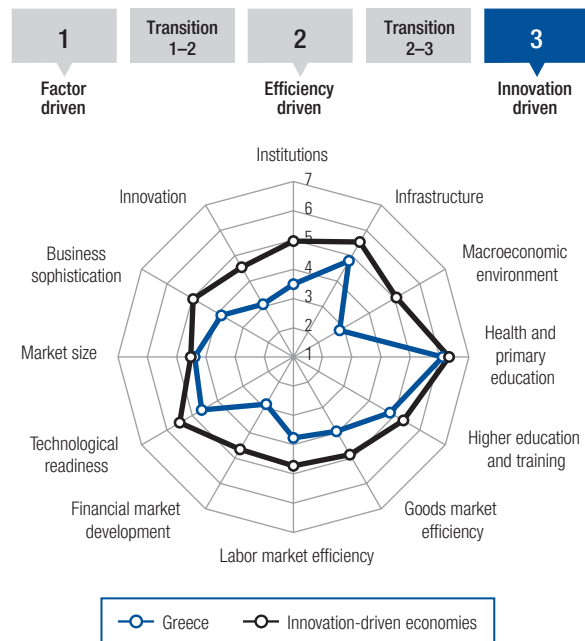 1
Transition
1–2
2
Transition
2–3
3
Factor
driven
Efficiency
driven
Innovation
driven
Institutions
Infrastructure
Macroeconomic
environment
Health and
primary
education
Higher education
and training
Goods market
efficiency
Labor market efficiency
Financial market
development
Technological
readiness
Market size
Business
sophistication
Innovation
7
6
5
4
3
2
1
Greece
Innovation-driven economies